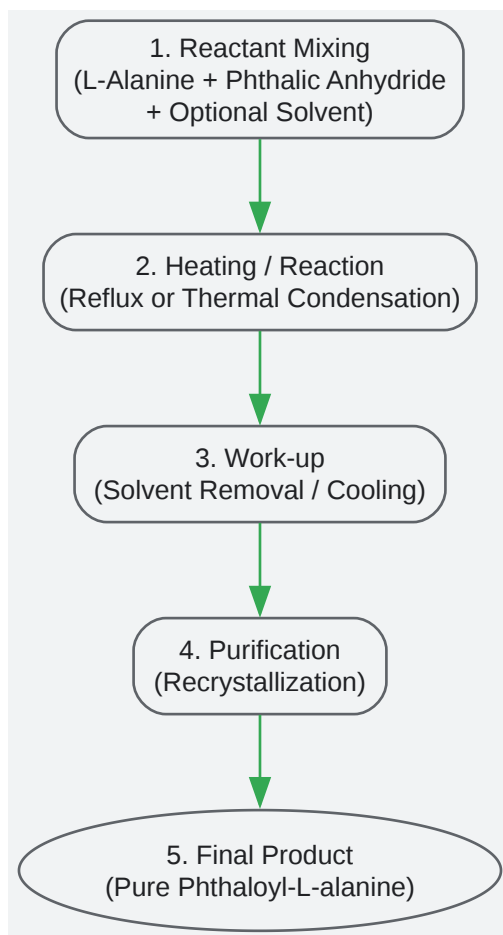 1. Reactant Mixing
(L-Alanine + Phthalic Anhydride
+ Optional Solvent)
2. Heating / Reaction
(Reflux or Thermal Condensation)
3. Work-up
(Solvent Removal / Cooling)
4. Purification
(Recrystallization)
5. Final Product
(Pure Phthaloyl-L-alanine)